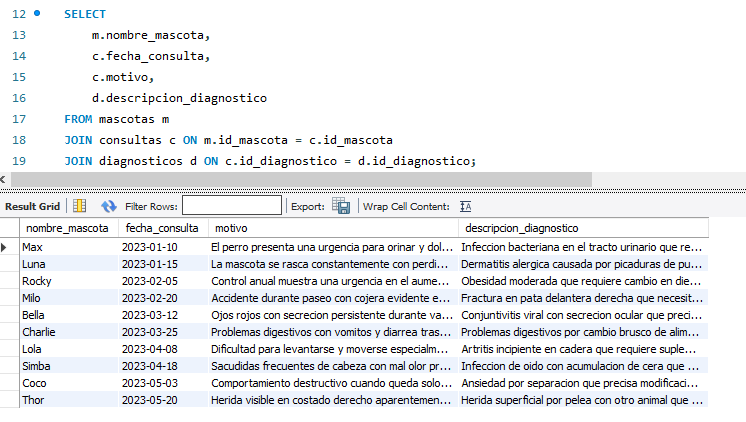 12 SELECT
13 m.nombre_mascota,
14 c.fecha_consulta,
15 c.motivo,
16 d.descripcion_diagnostico
17 FROM mascotas m
18 JOIN consultas c ON m.id_mascota = c.id_mascota
19 JOIN diagnosticos d ON c.id_diagnostico = d.id_diagnostico;
Result Grid Filter Rows: Export: Wrap Cell Content: IA
nombre_mascota fecha_consulta motivo descripcion_diagnostico
Max 2023-01-10 El perro presenta una urgencia para orinar y dol... Infeccion bacteriana en el tracto urinario que re...
Luna 2023-01-15 La mascota se rasca constantemente con perdi... Dermatitis alergica causada por picaduras de pu...
Rocky 2023-02-05 Control anual muestra una urgencia en el aume... Obesidad moderada que requiere cambio en die...
Milo 2023-02-20 Accidente durante paseo con cojera evidente e... Fractura en pata delantera derecha que necesit...
Bella 2023-03-12 Ojos rojos con secrecion persistente durante va... Conjuntivitis viral con secrecion ocular que preci...
Charlie 2023-03-25 Problemas digestivos con vomitos y diarrea tras... Problemas digestivos por cambio brusco de alim...
Lola 2023-04-08 Dificultad para levantarse y moverse especialm... Artritis incipiente en cadera que requiere suple...
Simba 2023-04-18 Sacudidas frecuentes de cabeza con mal olor pr... Infeccion de oido con acumulacion de cera que ...
Coco 2023-05-03 Comportamiento destructivo cuando queda solo... Ansiedad por separacion que precisa modificaci...
Thor 2023-05-20 Herida visible en costado derecho aparentemen... Herida superficial por pelea con otro animal que ...